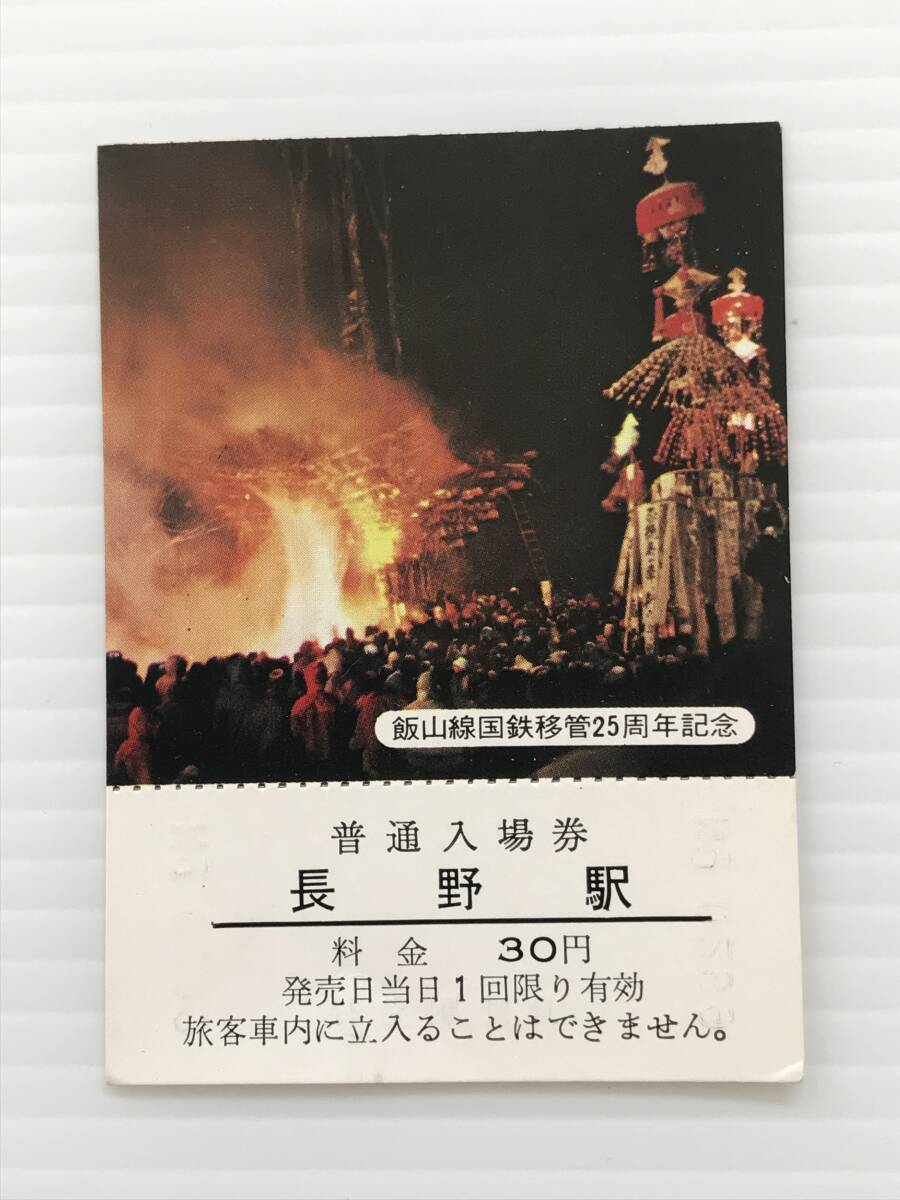 飯山線国鉄移管25周年記念
普通入場券
長野駅
料金 30円
発売日当日1回限り有効
旅客車内に立入ることはできません。